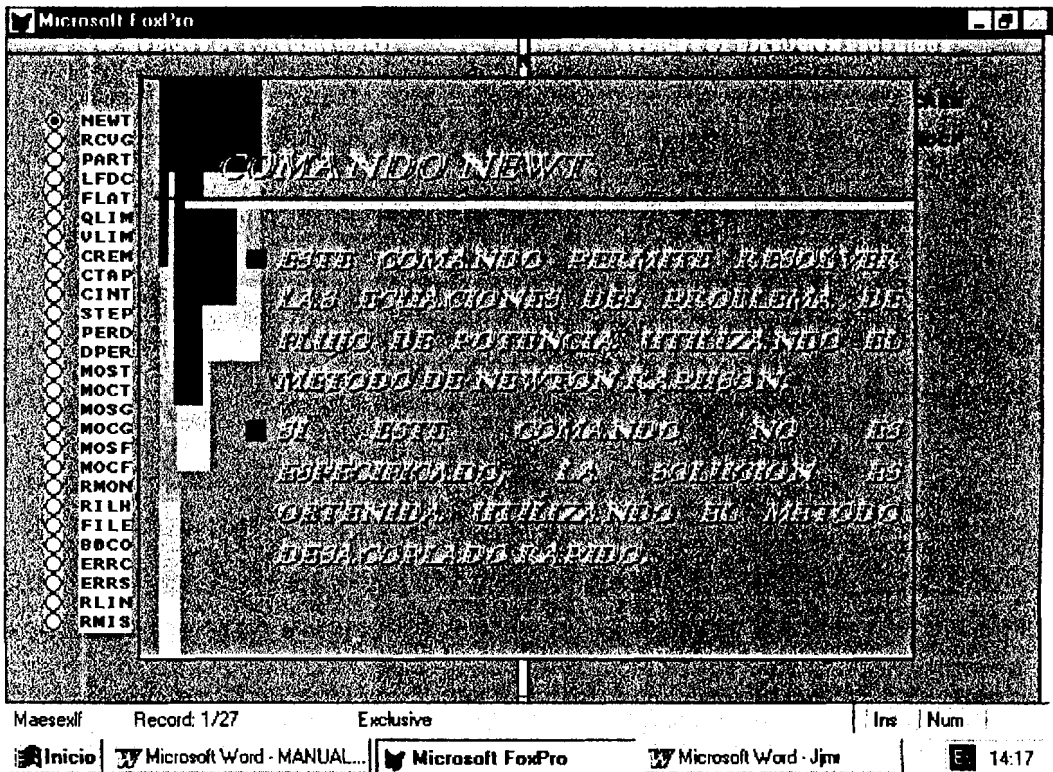 Microsoft FoxPro
NEWT
RCVG
PART
LFDC
FLAT
QLIM
VLIM
CREM
CTAP
CINT
STEP
PERD
DPER
MOST
MOCT
MOSG
MOCG
MOSF
MOCF
RMON
RILH
FILE
BDCO
ERRC
ERRS
RLIN
RMIS
COMANDO NEWT
ESTE COMANDO PERMITE RESOLVER
LAS ECUACIONES DEL PROBLEMA DE
FLUJO DE POTENCIA UTILIZANDO EL
METODO DE NEWTON RAPHSON.
SI ESTE COMANDO NO ES
ESPECIFICADO, LA SOLUCION ES
OBTENIDA UTILIZANDO EL METODO
DESACOPLADO RAPIDO.
Maesexlf Record: 1/27 Exclusive Ins Num
Inicio Microsoft Word - MANUAL... Microsoft FoxPro Microsoft Word - Jjmr 14:17